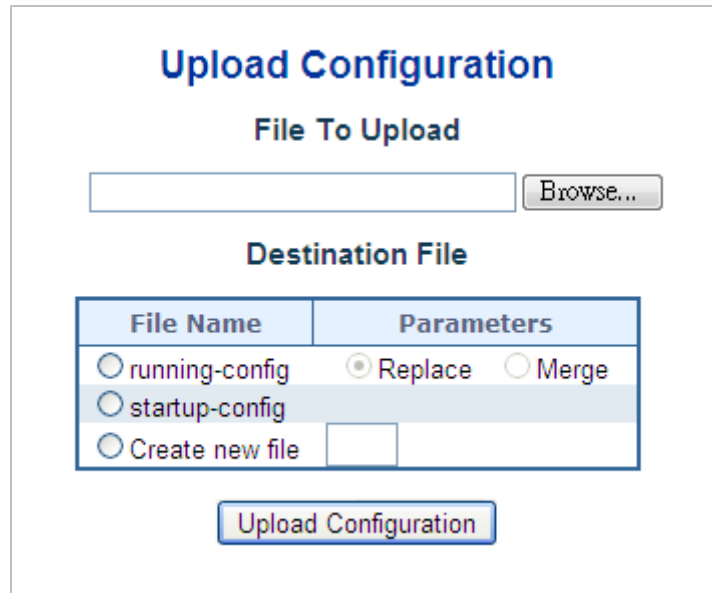 Upload Configuration
File To Upload
Browse...
Destination File
File Name Parameters
running-config Replace Merge
startup-config
Create new file
Upload Configuration